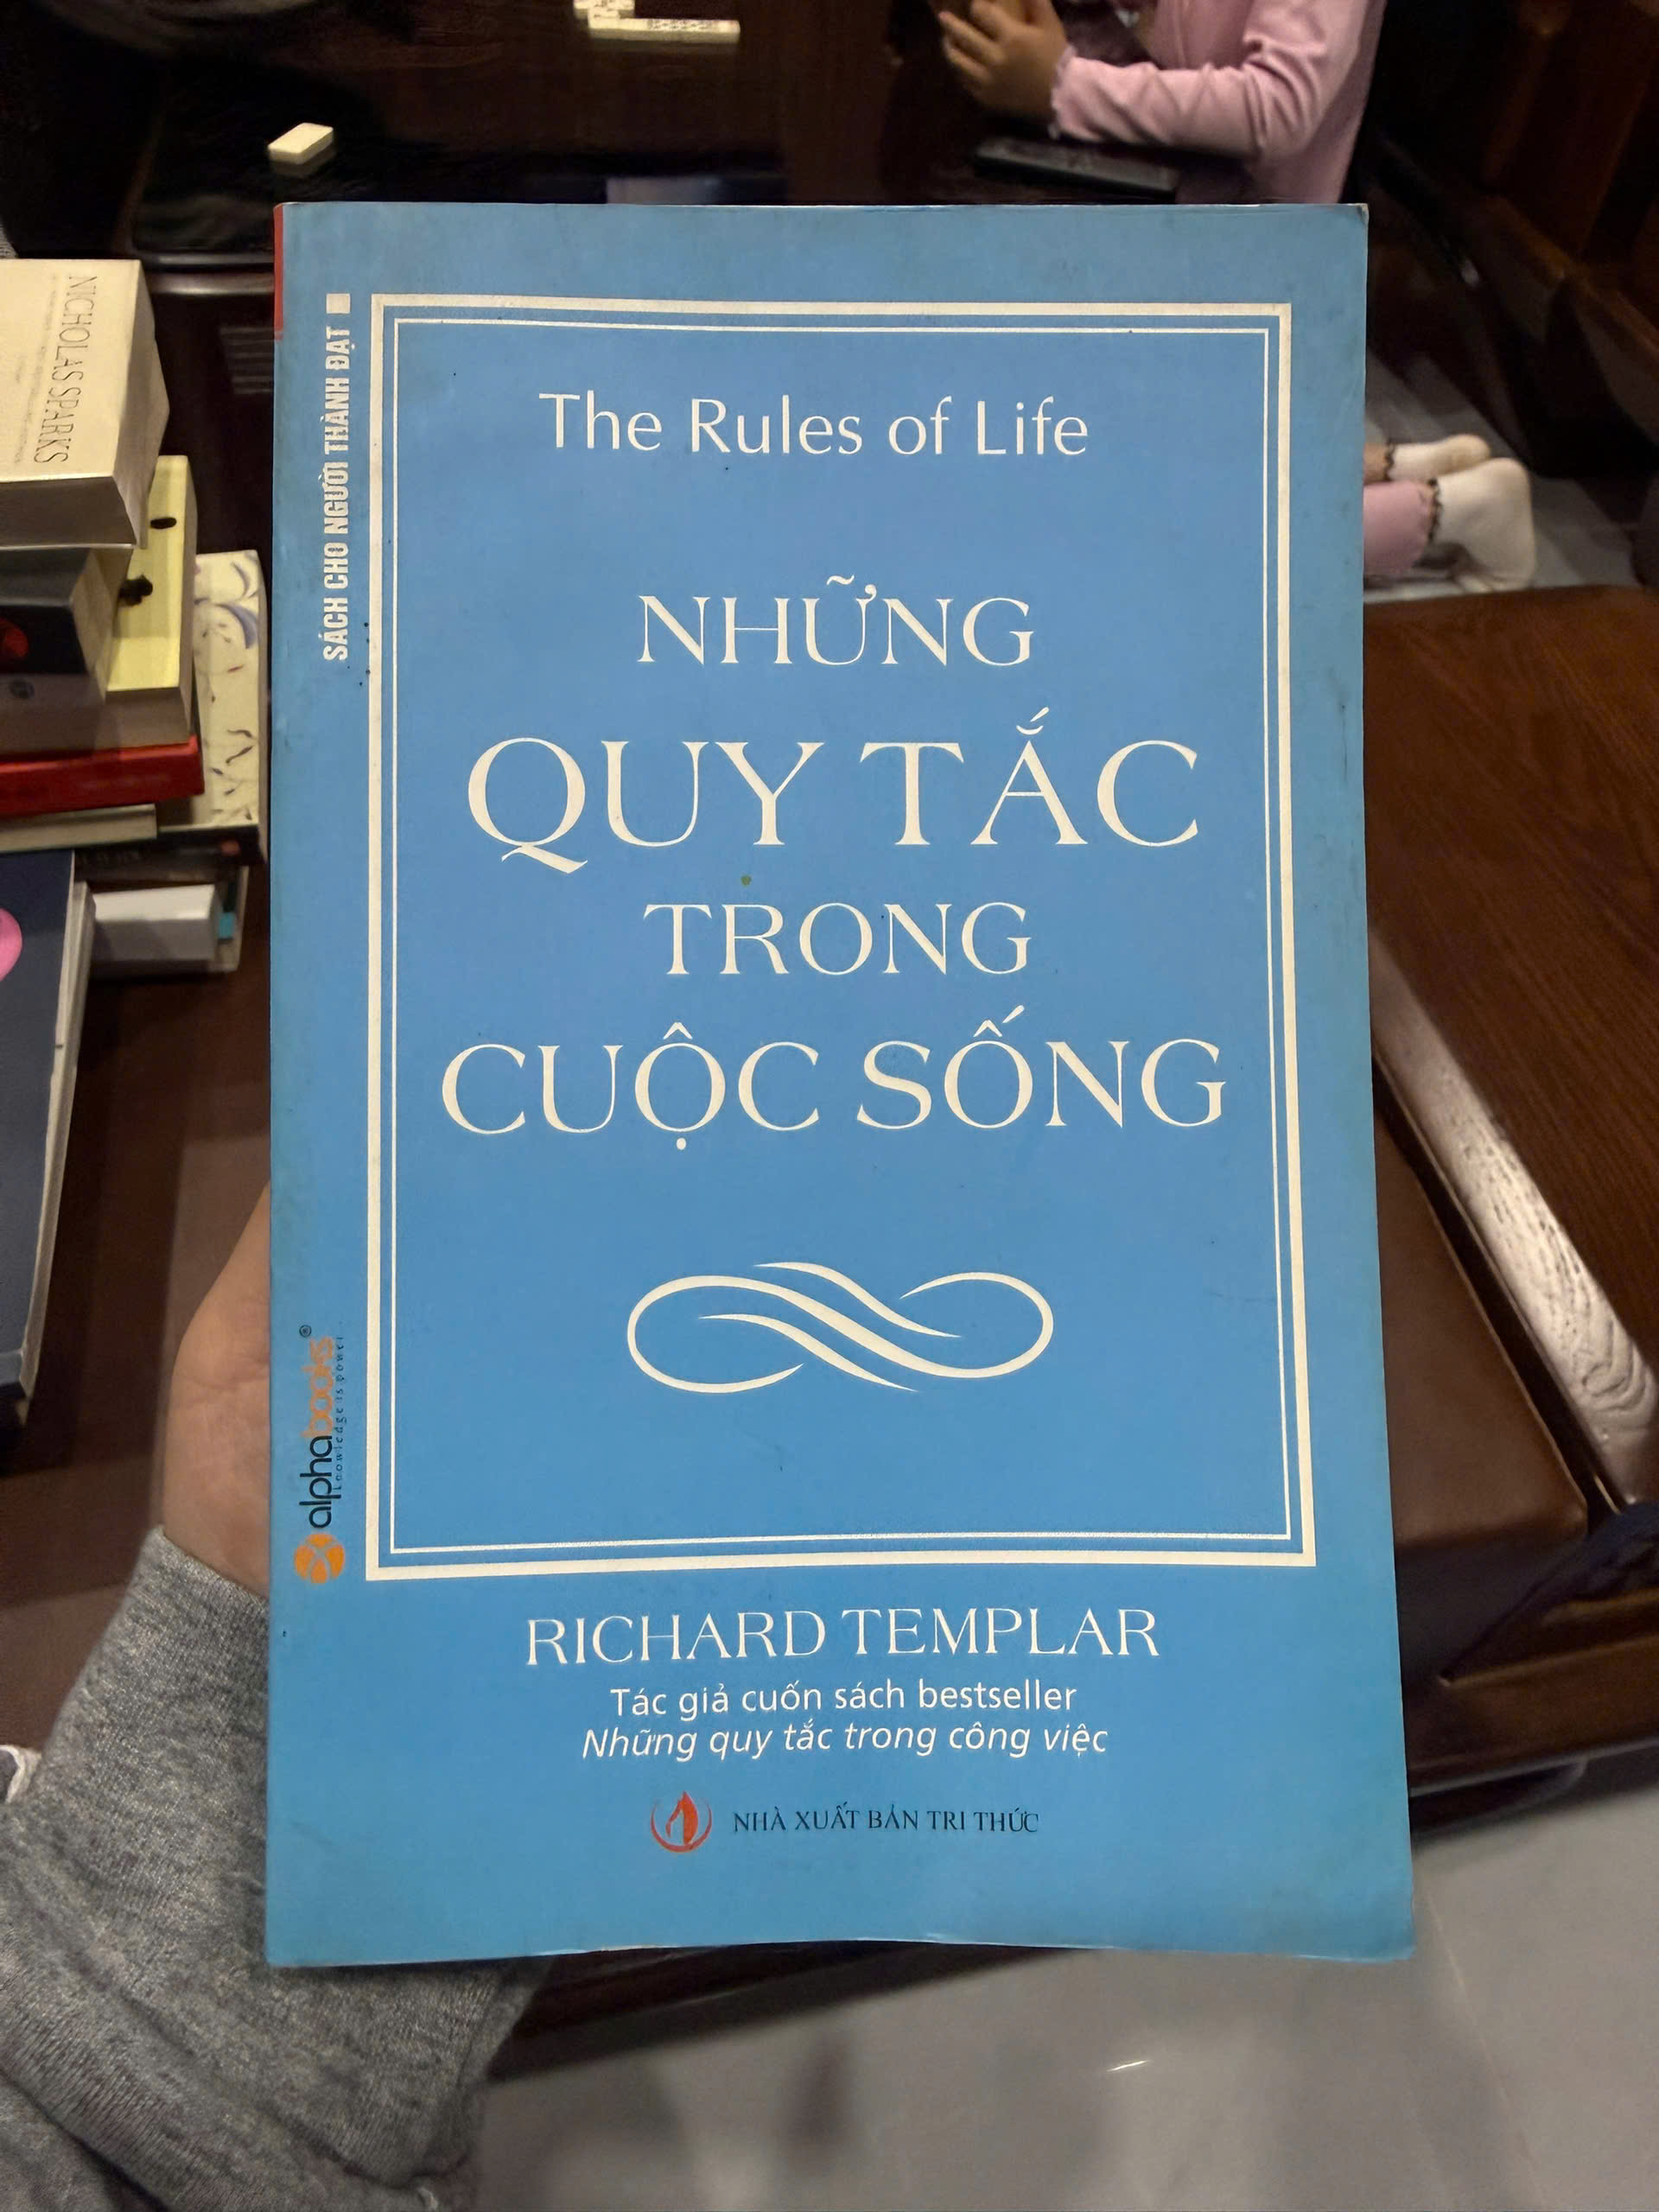 NICHOLAS SPARKS
SÁCH CHO NGƯỜI THÀNH ĐẠT
The Rules of Life
NHỮNG
QUY TẮC
TRONG
CUỘC SỐNG
alphabooks®
knowledge is power
RICHARD TEMPLAR
Tác giả cuốn sách bestseller
Những quy tắc trong công việc
NHÀ XUẤT BẢN TRI THỨC